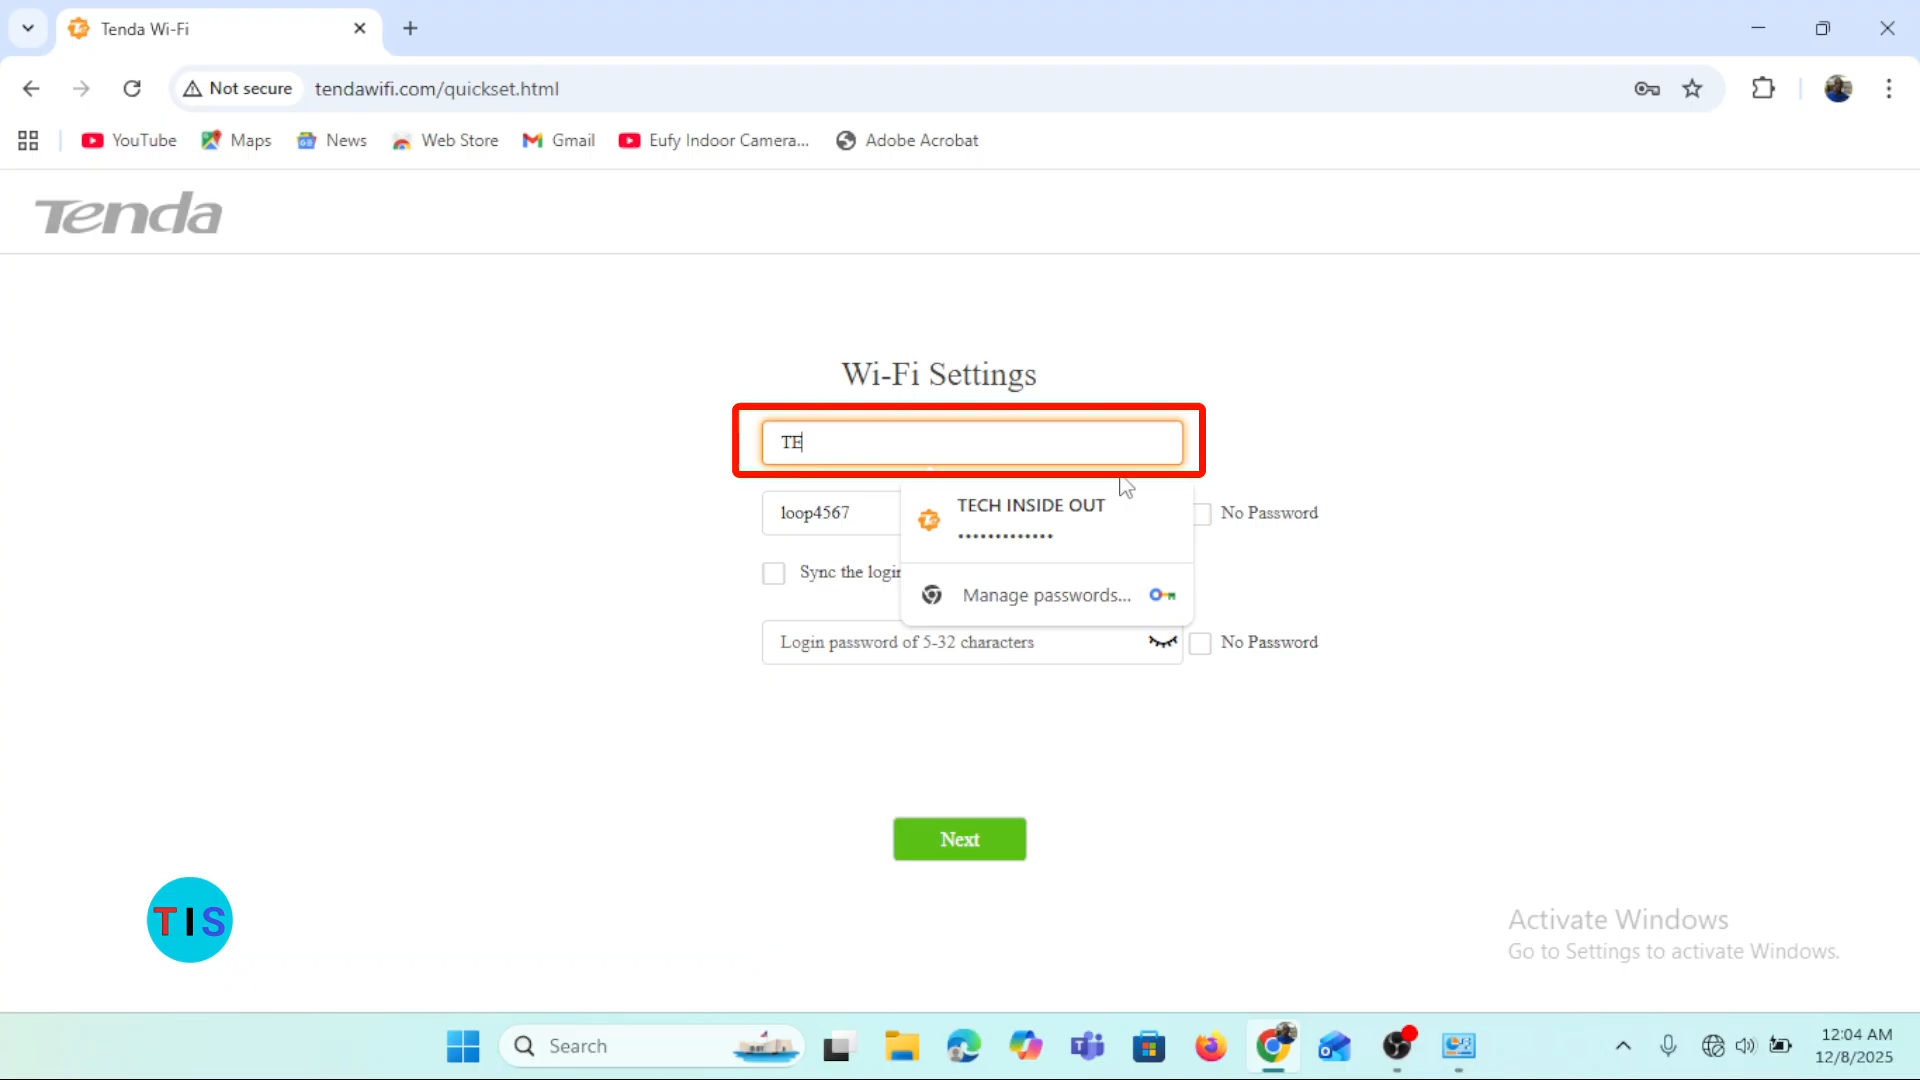 Tenda Wi-Fi
Not secure
tendawifi.com/quickset.html
YouTube
Maps
News
Web Store
Gmail
Eufy Indoor Camera...
Adobe Acrobat
Tenda
Wi-Fi Settings
TE
TECH INSIDE OUT
•••••••••••••
loop4567
No Password
Sync the login
Manage passwords...
Login password of 5-32 characters
No Password
Next
TIS
Activate Windows
Go to Settings to activate Windows.
Search
12:04 AM
12/8/2025